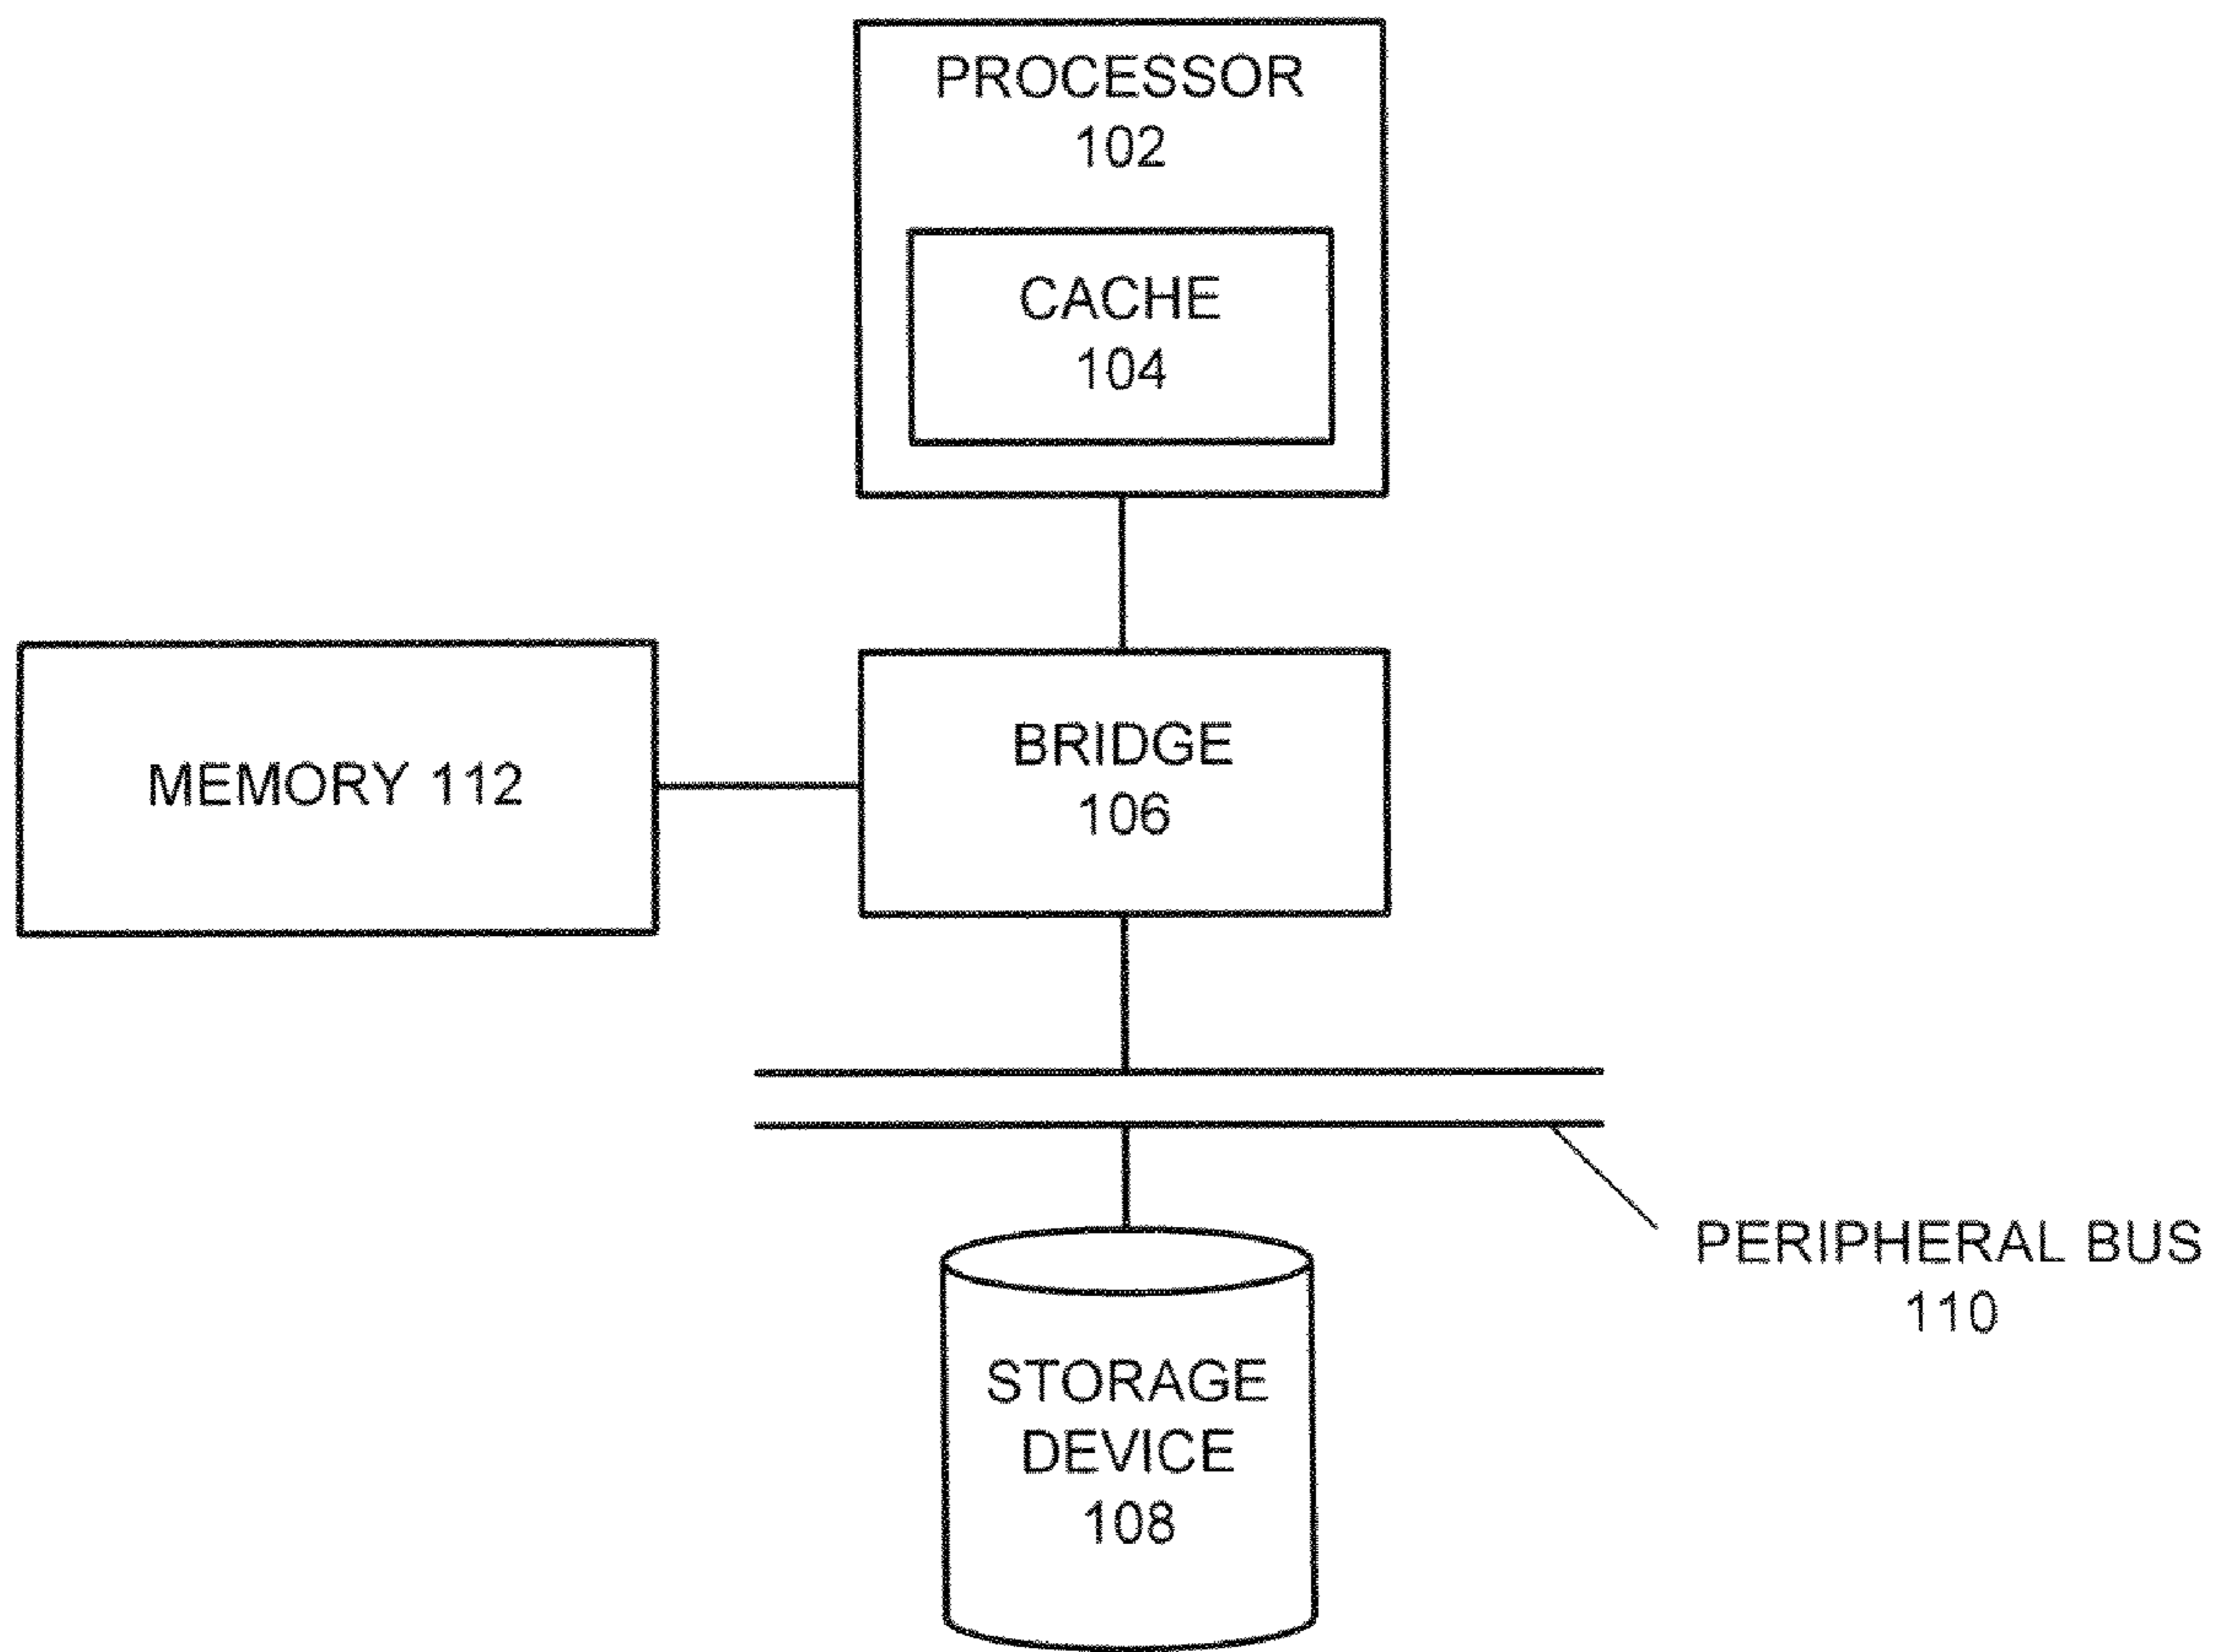 PROCESSOR
102
CACHE
104
MEMORY 112
BRIDGE
106
PERIPHERAL BUS
110
STORAGE
DEVICE
108